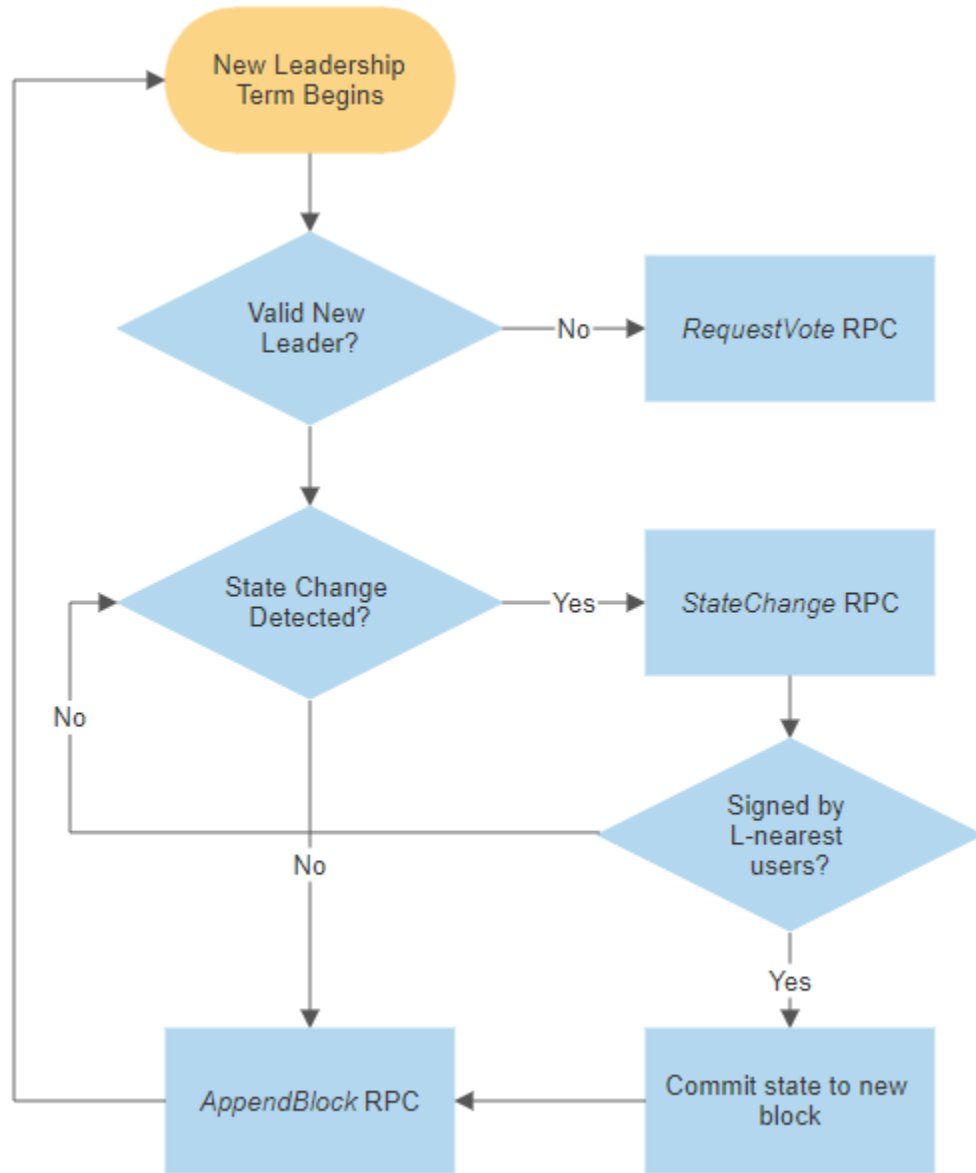 New Leadership
Term Begins
Valid New
Leader?
No
RequestVote RPC
State Change
Detected?
Yes
StateChange RPC
No
Signed by
L-nearest
users?
No
Yes
AppendBlock RPC
Commit state to new
block